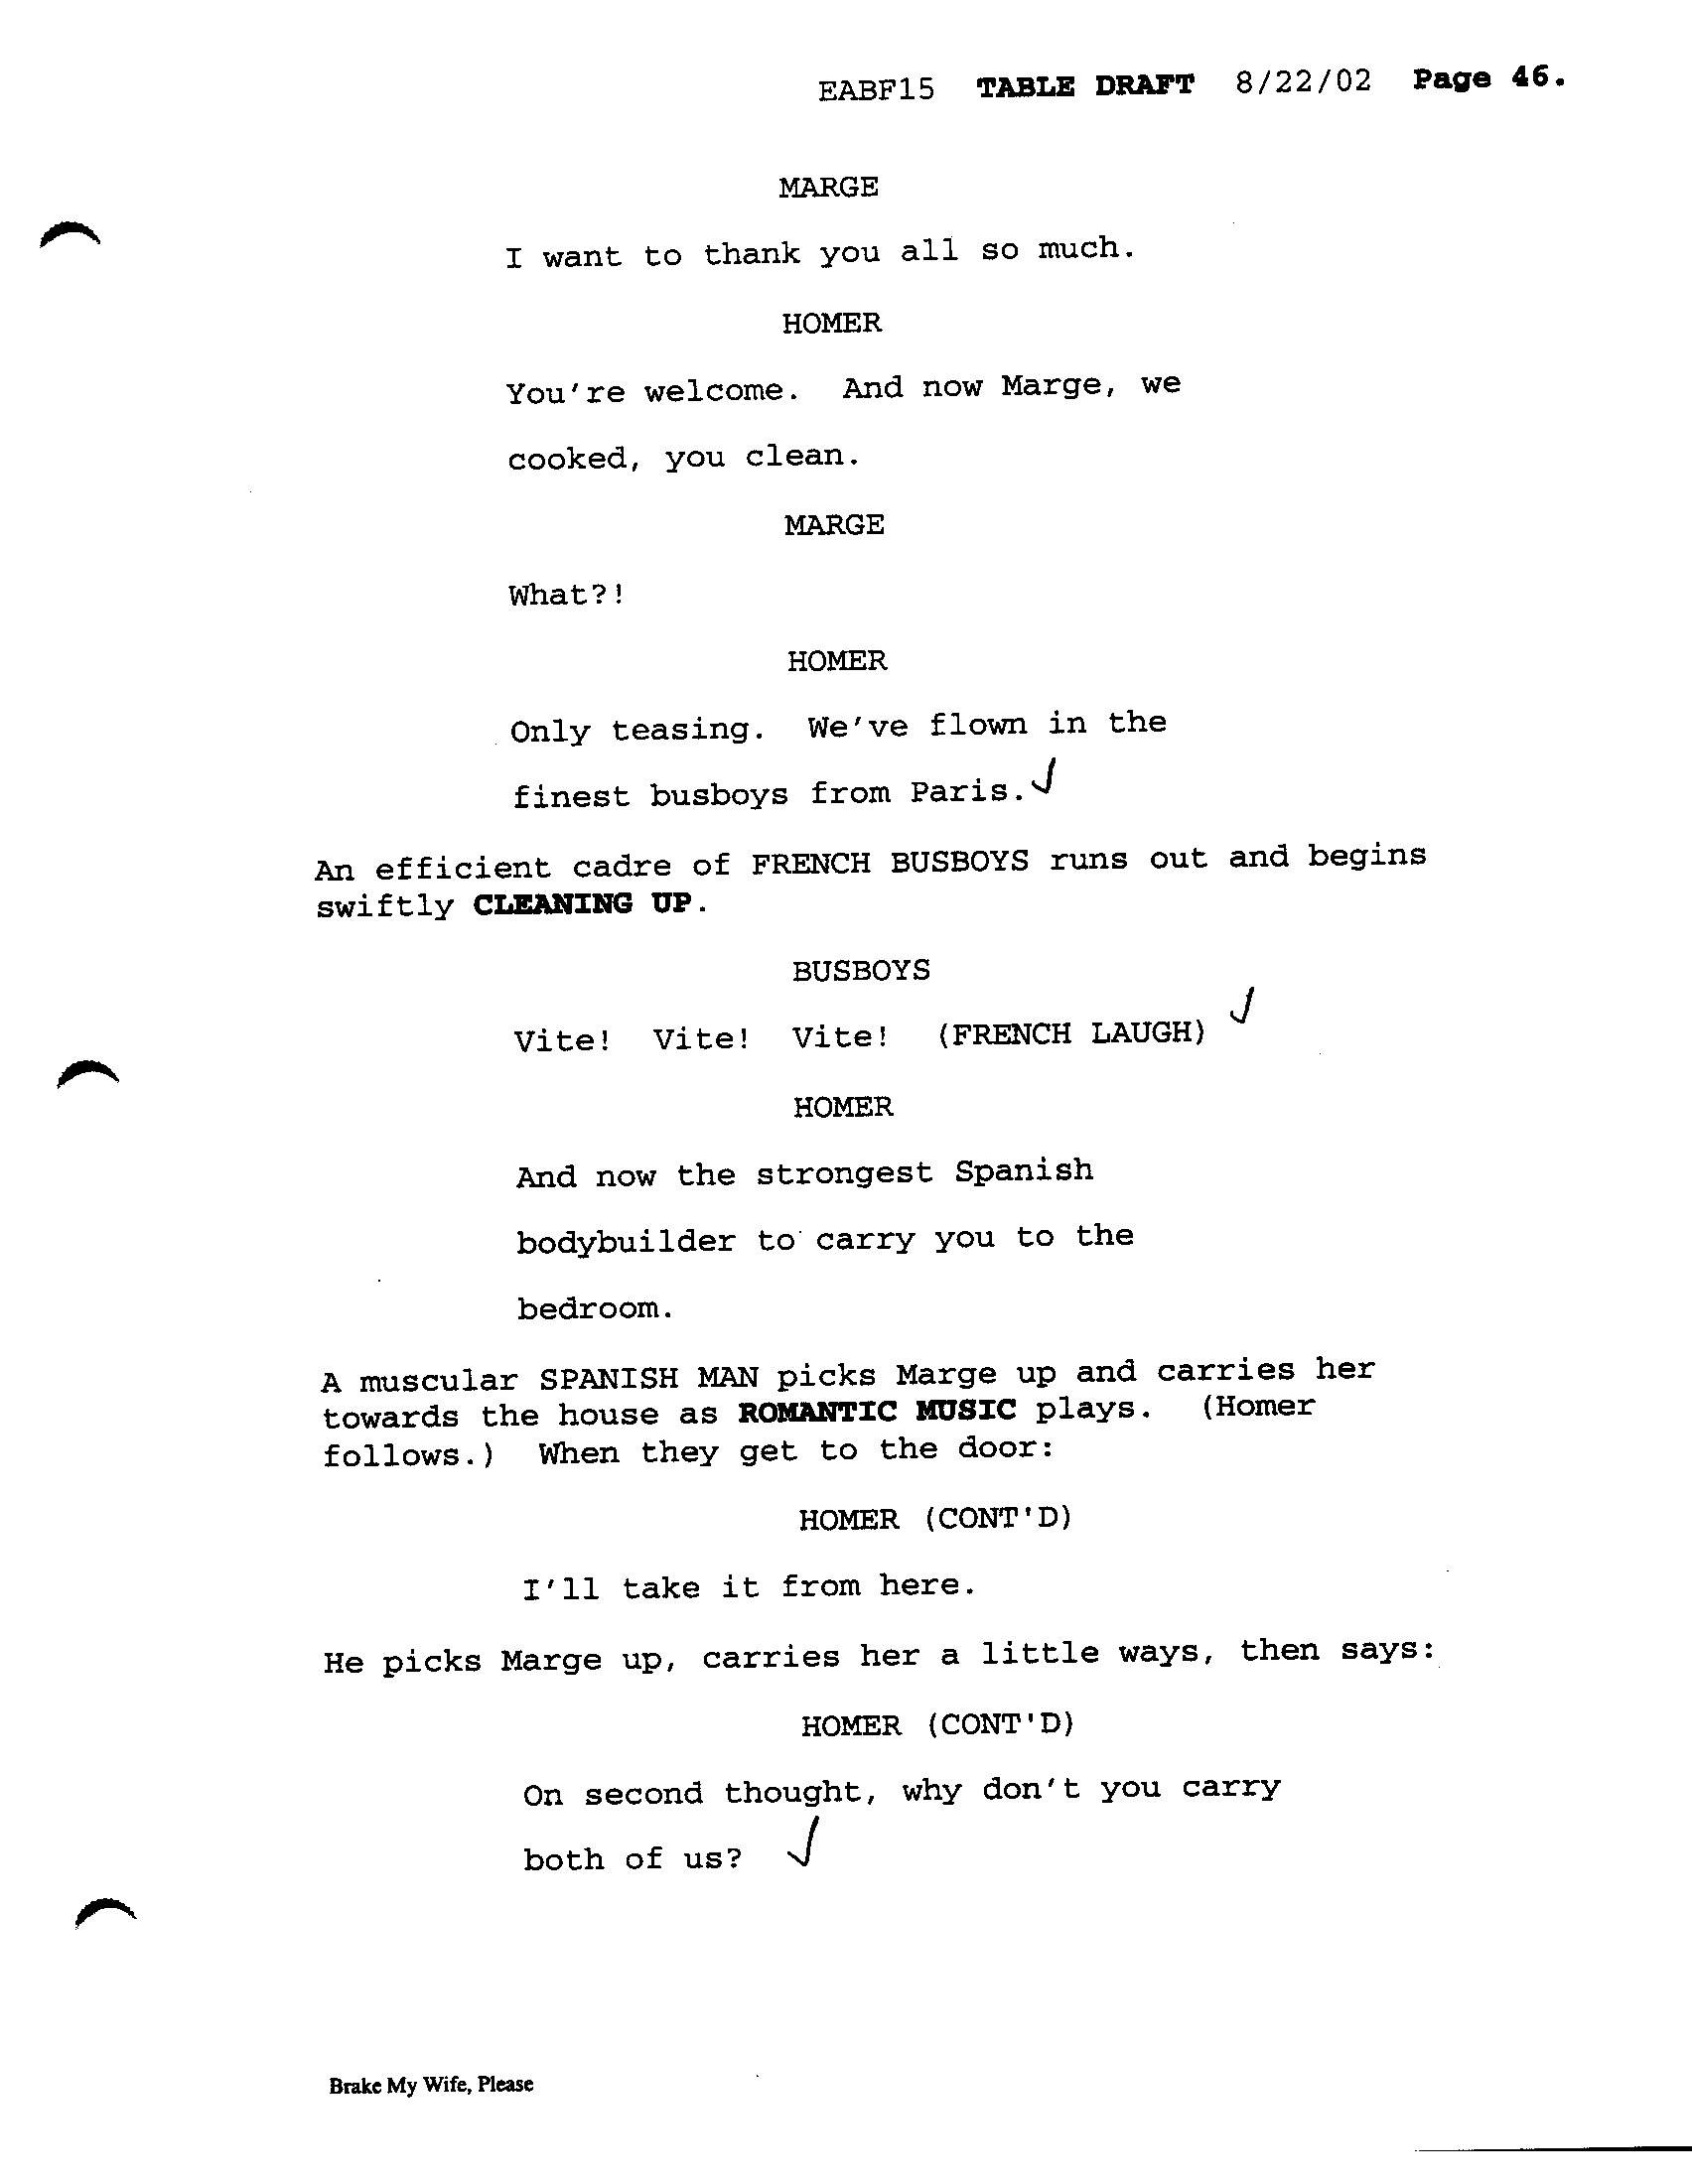 EABF15 TABLE DRAFT 8/22/02 Page 46.
MARGE
I want to thank you all so much.
HOMER
You're welcome. And now Marge, we
cooked, you clean.
MARGE
What?!
HOMER
Only teasing. We've flown in the
finest busboys from Paris.
An efficient cadre of FRENCH BUSBOYS runs out and begins
swiftly CLEANING UP.
BUSBOYS
Vite! Vite! Vite! (FRENCH LAUGH)
HOMER
And now the strongest Spanish
bodybuilder to carry you to the
bedroom.
A muscular SPANISH MAN picks Marge up and carries her
towards the house as ROMANTIC MUSIC plays. (Homer
follows.) When they get to the door:
HOMER (CONT'D)
I'll take it from here.
He picks Marge up, carries her a little ways, then says:
HOMER (CONT'D)
On second thought, why don't you carry
both of us?
Brake My Wife, Please